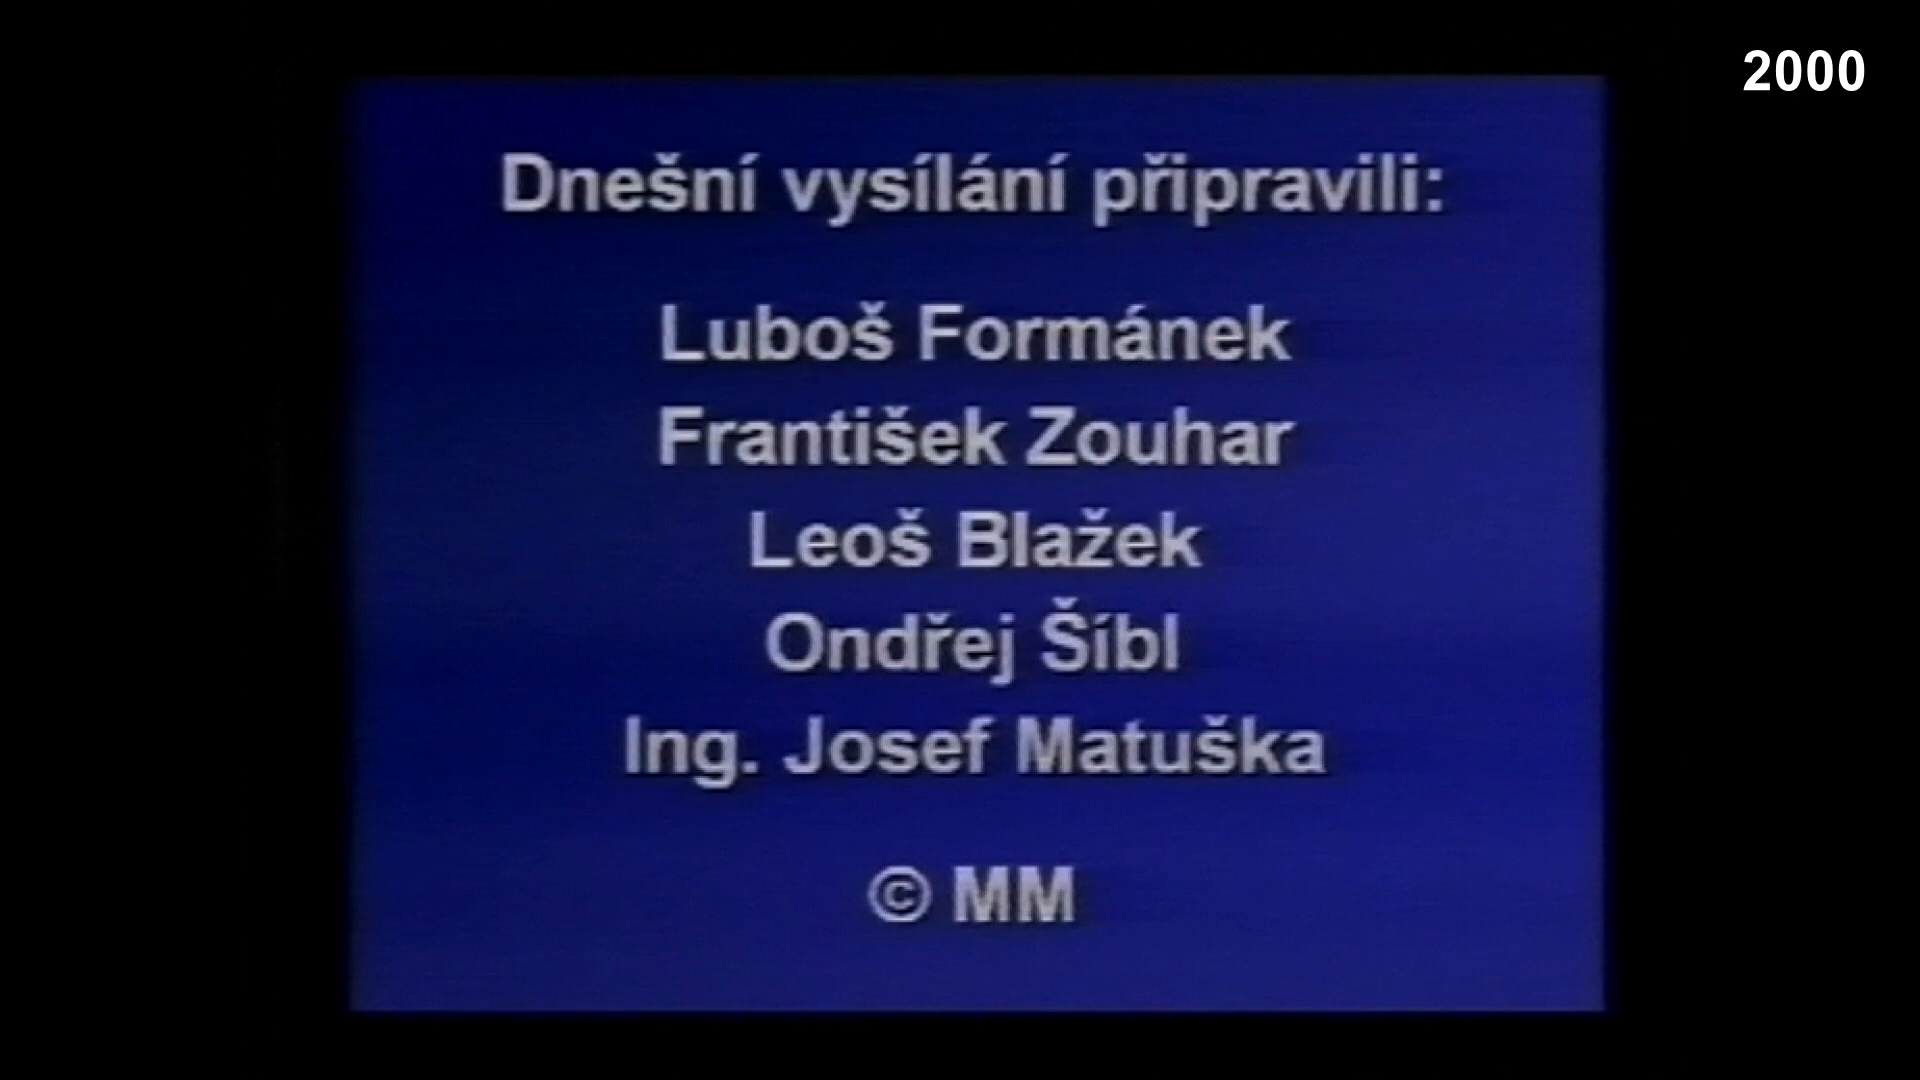 2000
Dnešní vysílání připravili:
Luboš Formánek
František Zouhar
Leoš Blažek
Ondřej Šíbl
Ing. Josef Matuška
© MM